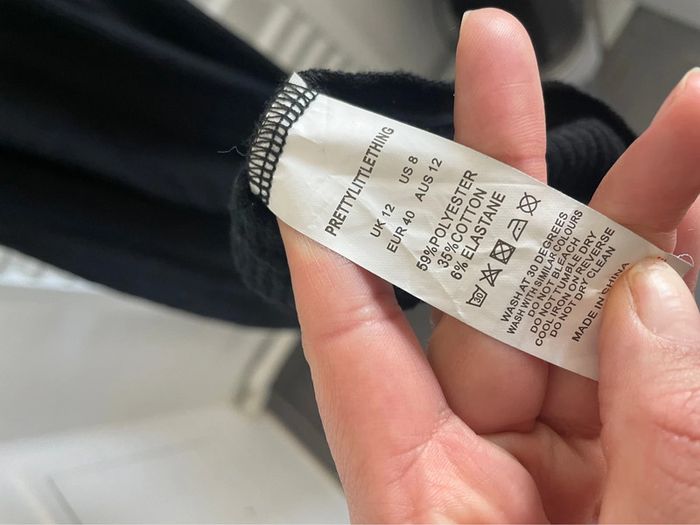 PRETTYLITTLETHING
UK 12 US 8
EUR 40 AUS 12
59%POLYESTER
35%COTTON
6% ELASTANE
30
WASH AT 30 DEGREES
WASH WITH SIMILAR COLOURS
DO NOT BLEACH
DO NOT TUMBLE DRY
COOL IRON ON REVERSE
DO NOT DRY CLEAN
MADE IN CHINA